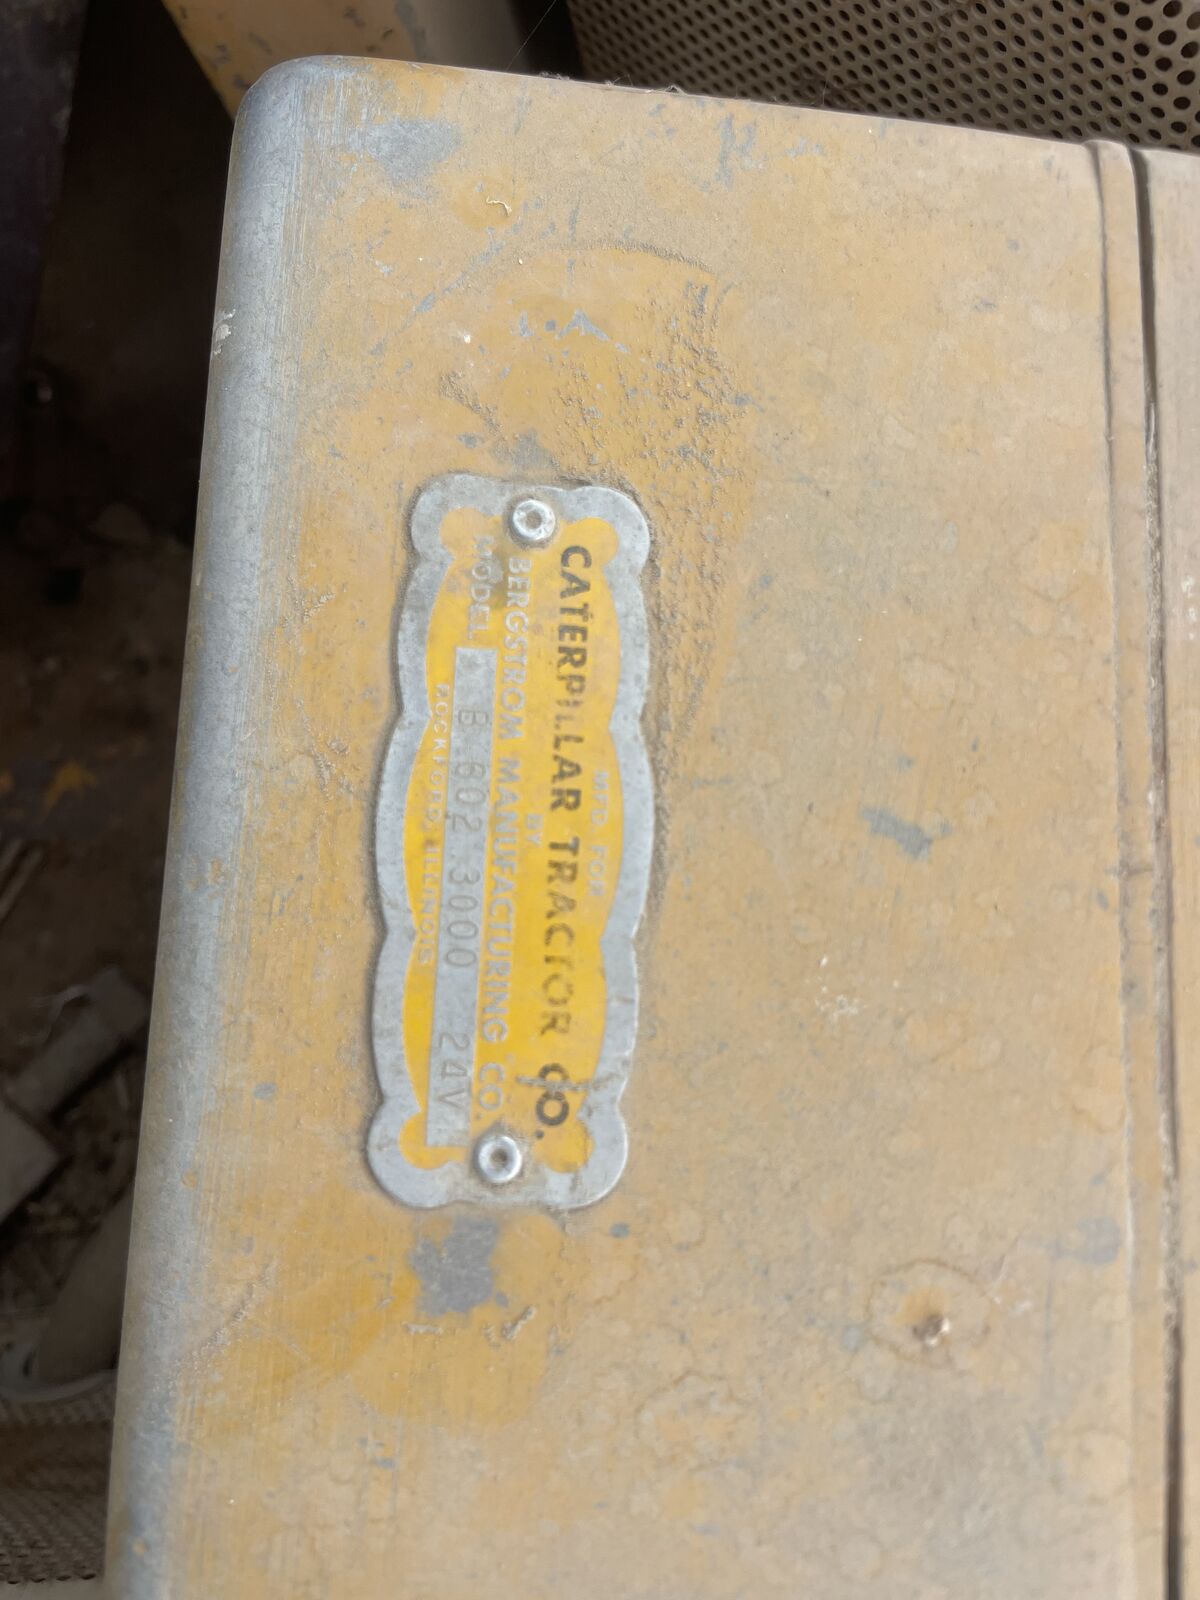 MFD. FOR
CATERPILLAR TRACTOR CO.
BY
BERGSTROM MANUFACTURING CO.
MODEL B 602 3000 24V
ROCKFORD, ILLINOIS